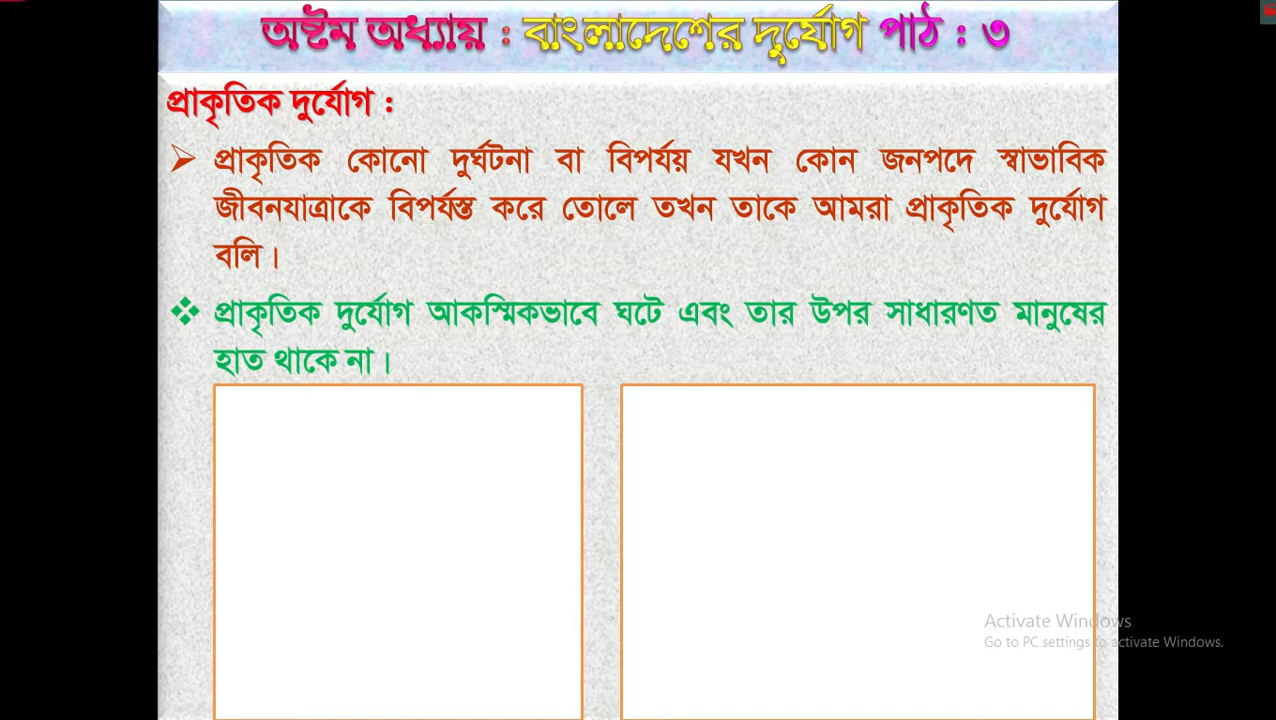 অষ্টম অধ্যায় : বাংলাদেশের দুর্যোগ পাঠ : ৩
প্রাকৃতিক দুর্যোগ :
প্রাকৃতিক কোনো দুর্ঘটনা বা বিপর্যয় যখন কোন জনপদে স্বাভাবিক
জীবনযাত্রাকে বিপর্যস্ত করে তোলে তখন তাকে আমরা প্রাকৃতিক দুর্যোগ
বলি।
প্রাকৃতিক দুর্যোগ আকস্মিকভাবে ঘটে এবং তার উপর সাধারণত মানুষের
হাত থাকে না।
Activate Windows
Go to PC settings to activate Windows.